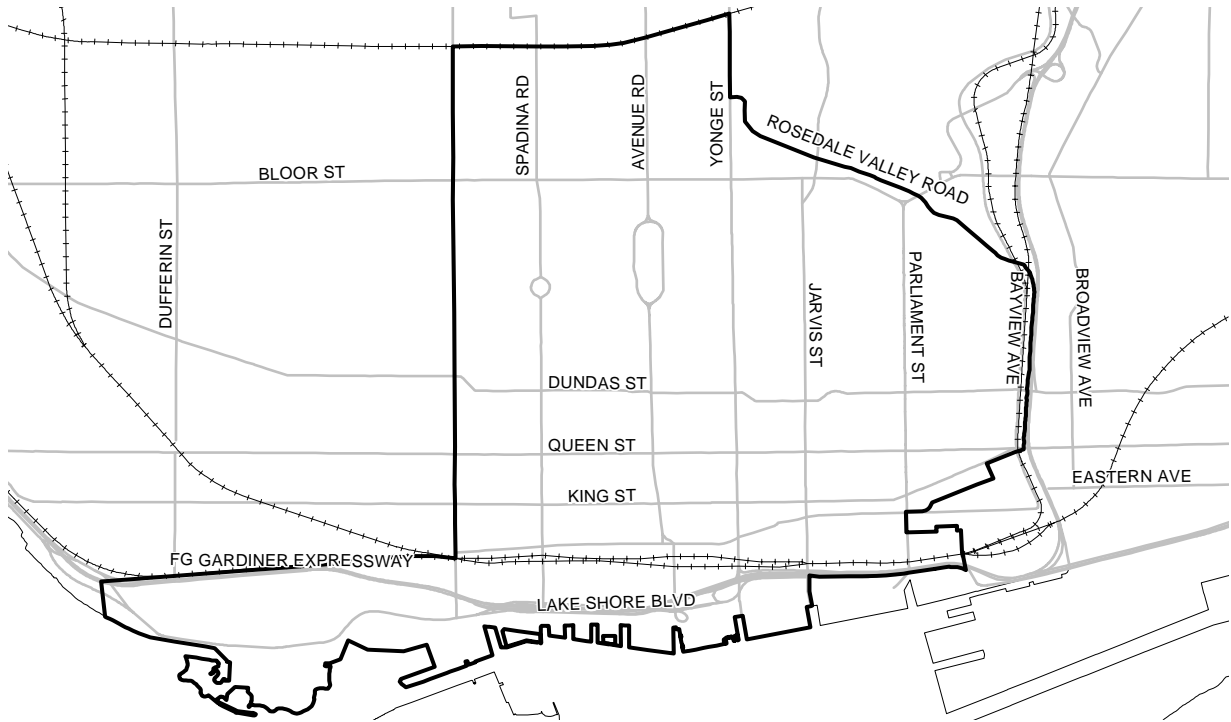 SPADINA RD
AVENUE RD
YONGE ST
ROSEDALE VALLEY ROAD
BLOOR ST
DUFFERIN ST
JARVIS ST
PARLIAMENT ST
BAYVIEW AVE
BROADVIEW AVE
DUNDAS ST
QUEEN ST
EASTERN AVE
KING ST
FG GARDINER EXPRESSWAY
LAKE SHORE BLVD